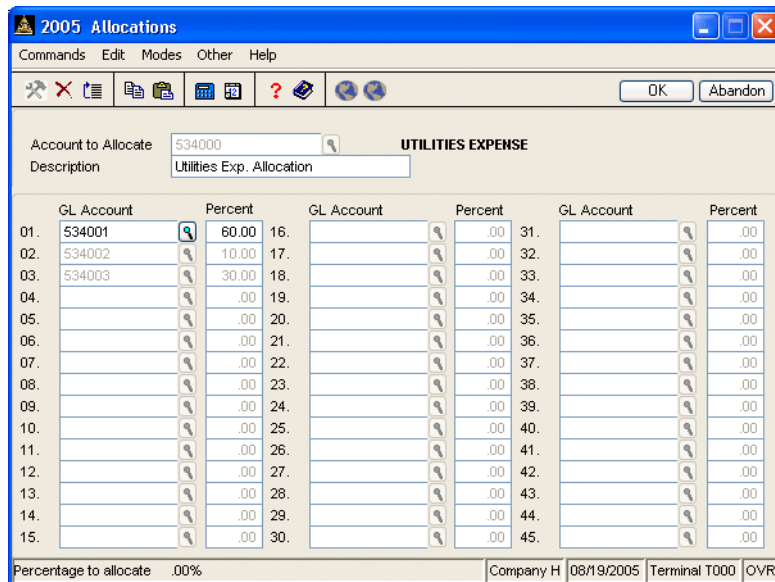 2005 Allocations
Commands Edit Modes Other Help
12 ? OK Abandon
Account to Allocate 534000 UTILITIES EXPENSE
Description Utilities Exp. Allocation
GL Account Percent GL Account Percent GL Account Percent
01. 534001 60.00 16. .00 31. .00
02. 534002 10.00 17. .00 32. .00
03. 534003 30.00 18. .00 33. .00
04. .00 19. .00 34. .00
05. .00 20. .00 35. .00
06. .00 21. .00 36. .00
07. .00 22. .00 37. .00
08. .00 23. .00 38. .00
09. .00 24. .00 39. .00
10. .00 25. .00 40. .00
11. .00 26. .00 41. .00
12. .00 27. .00 42. .00
13. .00 28. .00 43. .00
14. .00 29. .00 44. .00
15. .00 30. .00 45. .00
Percentage to allocate .00% Company H 08/19/2005 Terminal T000 OVR